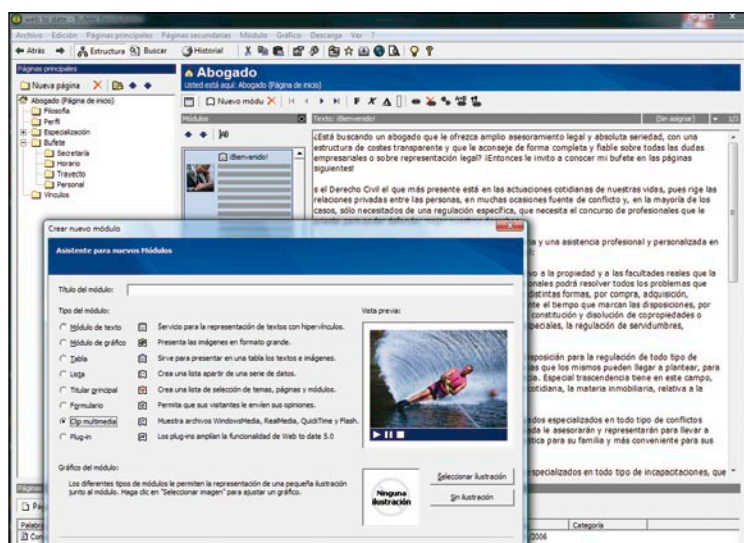 web to date - Bufete
Archivo Edición Páginas principales Páginas secundarias Módulo Gráfico Descarga Ver ?
Atrás Estructura Buscar Historial
Páginas principales
Nueva página
Abogado (Página de inicio)
Filosofía
Perfil
Especialización
Bufete
Secretaría
Horario
Trayecto
Personal
Vínculos
Abogado
Usted está aquí: Abogado (Página de inicio)
Nuevo módu
Módulos
Texto: ¡Bienvenido!
(Sin asignar)
1/3
¡Bienvenido!
¿Está buscando un abogado que le ofrezca amplio asesoramiento legal y absoluta seriedad, con una
estructura de costes transparente y que le aconseje de forma completa y fiable sobre todas las dudas
empresariales o sobre representación legal? ¡Entonces le invito a conocer mi bufete en las páginas
siguientes!
s el Derecho Civil el que más presente está en las actuaciones cotidianas de nuestras vidas, pues rige las
relaciones privadas entre las personas, en muchas ocasiones fuente de conflicto y, en la mayoría de los
casos, sólo necesitados de una regulación específica, que necesita el concurso de profesionales que le
ia y una asistencia profesional y personalizada en
vo a la propiedad y a las facultades reales que la
onales podrá resolver todos los problemas que
distintas formas, por compra, adquisición,
nte el tiempo que marcan las disposiciones, por
constitución y disolución de copropiedades o
peciales, la regulación de servidumbres,
isposición para la regulación de todo tipo de
as que los mismos pueden llegar a plantear, para
cia. Especial trascendencia tiene en este campo,
cotidiana, la materia inmobiliaria, relativa a la
ados especializados en todo tipo de conflictos
ada le asesorarán y representarán para llevar a
ática para su familia y más conveniente para sus
especializados en todo tipo de incapacitaciones, que
Crear nuevo módulo
Asistente para nuevos Módulos
Título del módulo:
Tipo del módulo:
Vista previa:
Módulo de texto Servicio para la representación de textos con hipervínculos.
Módulo de gráfico Presenta las imágenes en formato grande.
Tabla Sirve para presentar en una tabla los textos e imágenes.
Lista Crea una lista apartir de una serie de datos.
Titular principal Crea una lista de selección de temas, páginas y módulos.
Formulario Permita que sus visitantes le envíen sus opiniones.
Clip multimedia Muestra archivos WindowsMedia, RealMedia, QuickTime y Flash.
Plug-in Los plug-ins amplían la funcionalidad de Web to date 5.0
Gráfico del módulo:
Los diferentes tipos de módulos le permiten la representación de una pequeña ilustración
junto al módulo. Haga clic en "Seleccionar imagen" para ajustar un gráfico.
Ninguna
ilustración
Seleccionar ilustración
Sin ilustración
Categoría
/2006